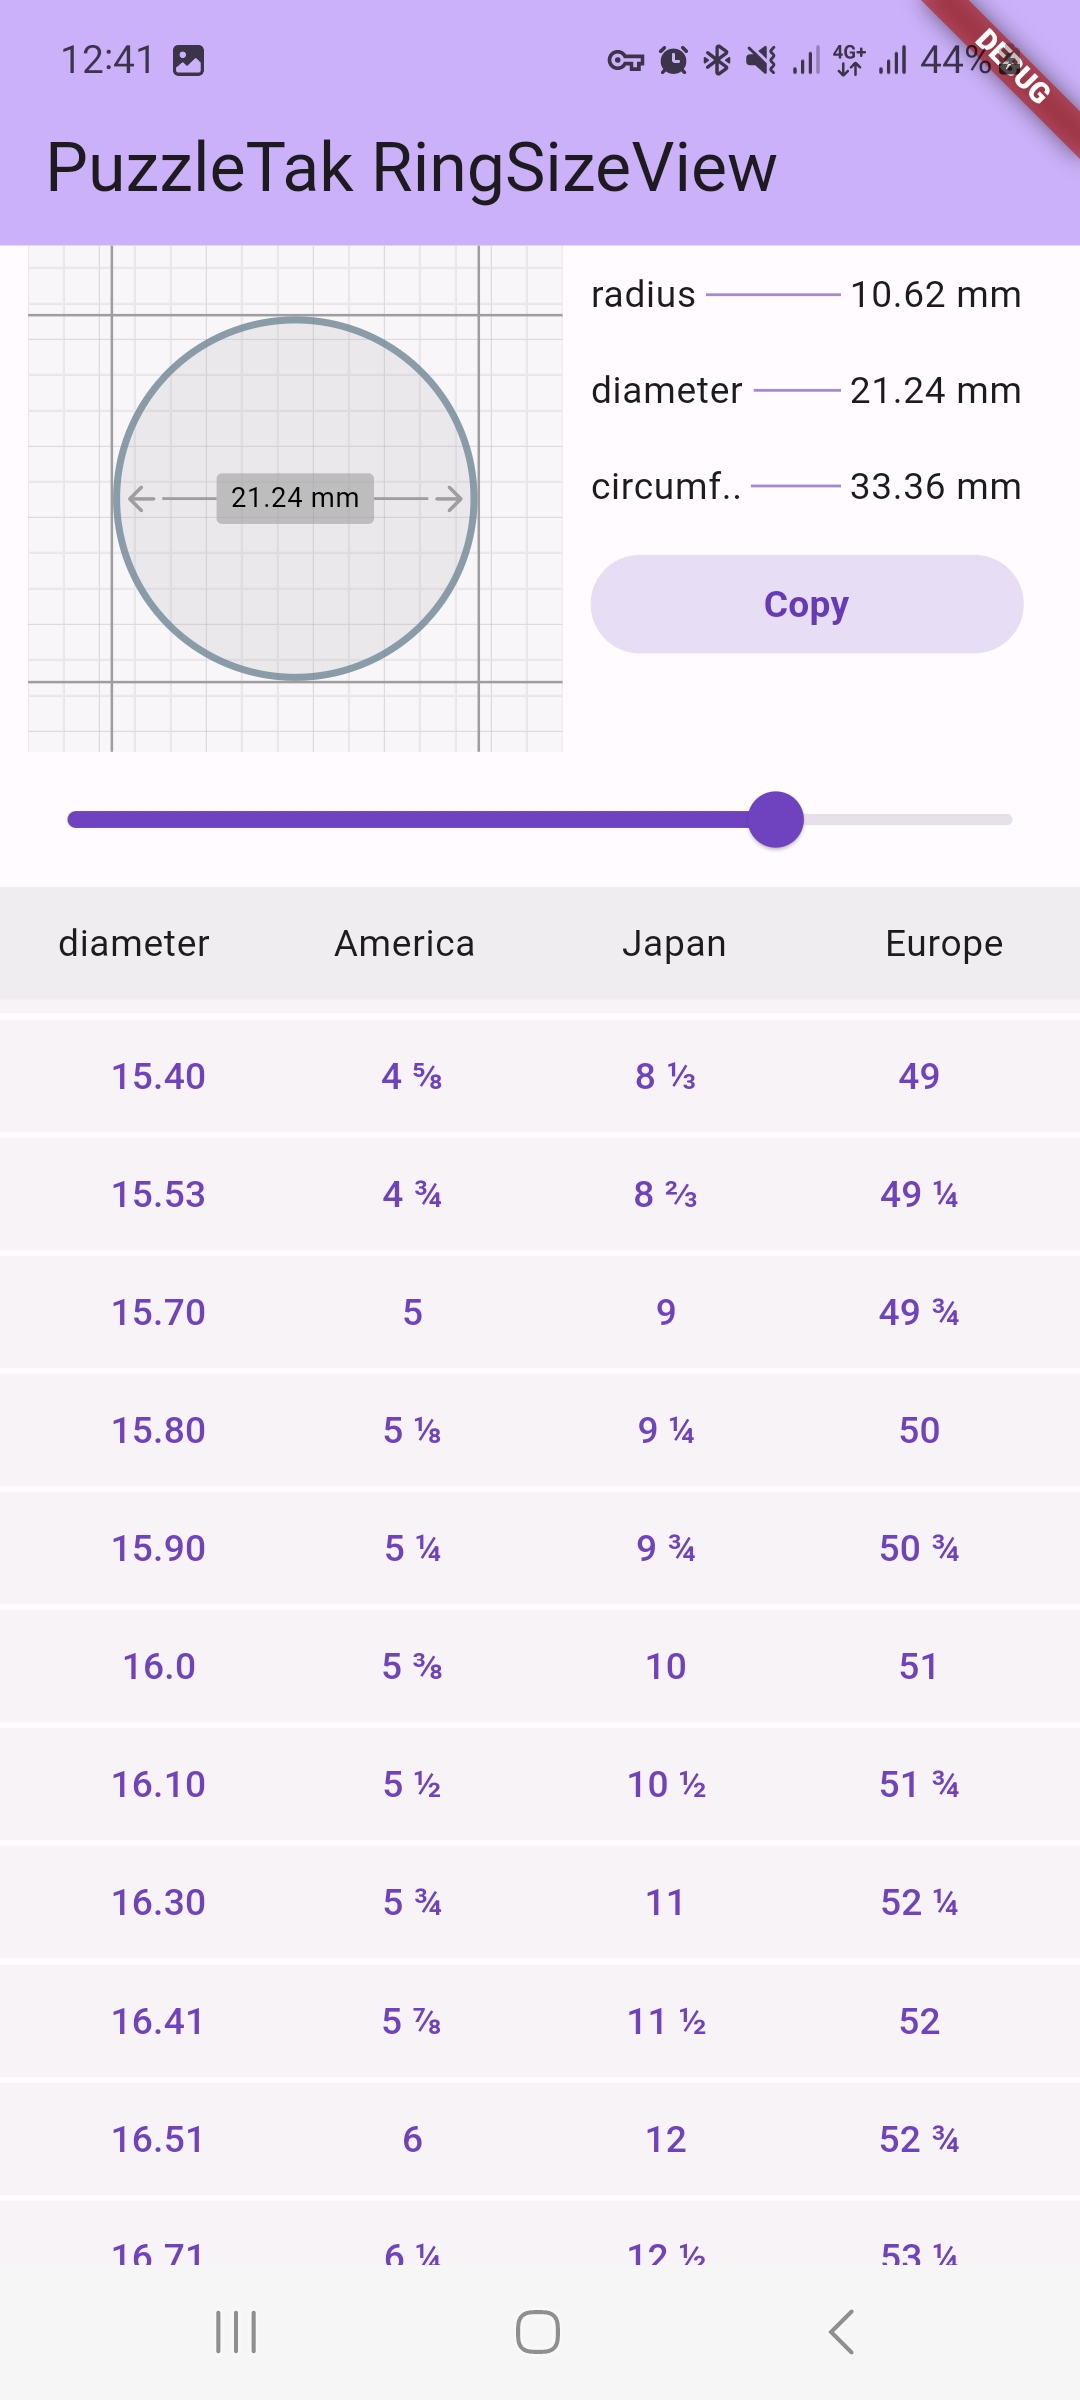 12:41 4G+ 44% DEBUG
PuzzleTak RingSizeView
radius 10.62 mm
diameter 21.24 mm
21.24 mm
circumf.. 33.36 mm
Copy
diameter America Japan Europe
15.40 4 ⅝ 8 ⅓ 49
15.53 4 ¾ 8 ⅔ 49 ¼
15.70 5 9 49 ¾
15.80 5 ⅛ 9 ¼ 50
15.90 5 ¼ 9 ¾ 50 ¾
16.0 5 ⅜ 10 51
16.10 5 ½ 10 ½ 51 ¾
16.30 5 ¾ 11 52 ¼
16.41 5 ⅞ 11 ½ 52
16.51 6 12 52 ¾
16.71 6 ¼ 12 ½ 53 ¼